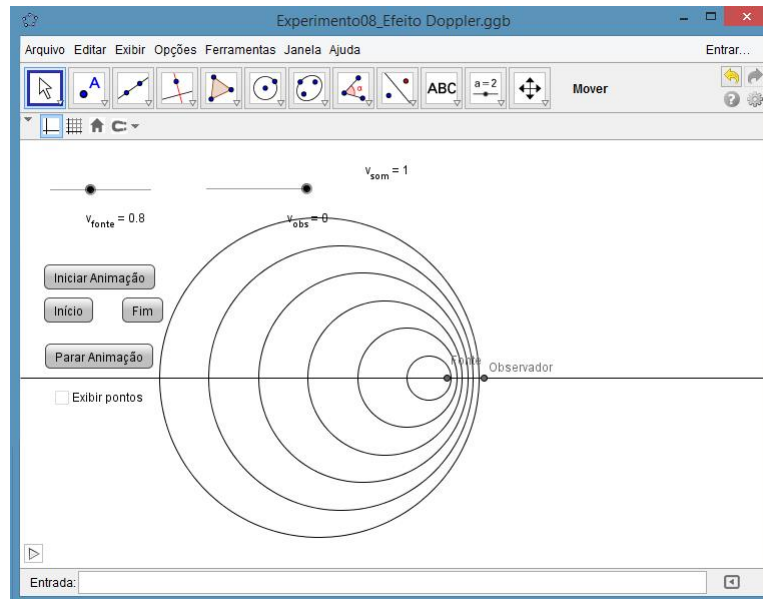 Experimento08_Efeito Doppler.ggb
Arquivo Editar Exibir Opções Ferramentas Janela Ajuda Entrar...
A α ABC a=2 Mover
v_som = 1
v_fonte = 0.8 v_obs = 0
Iniciar Animação
Início Fim
Parar Animação
Fonte Observador
Exibir pontos
Entrada: